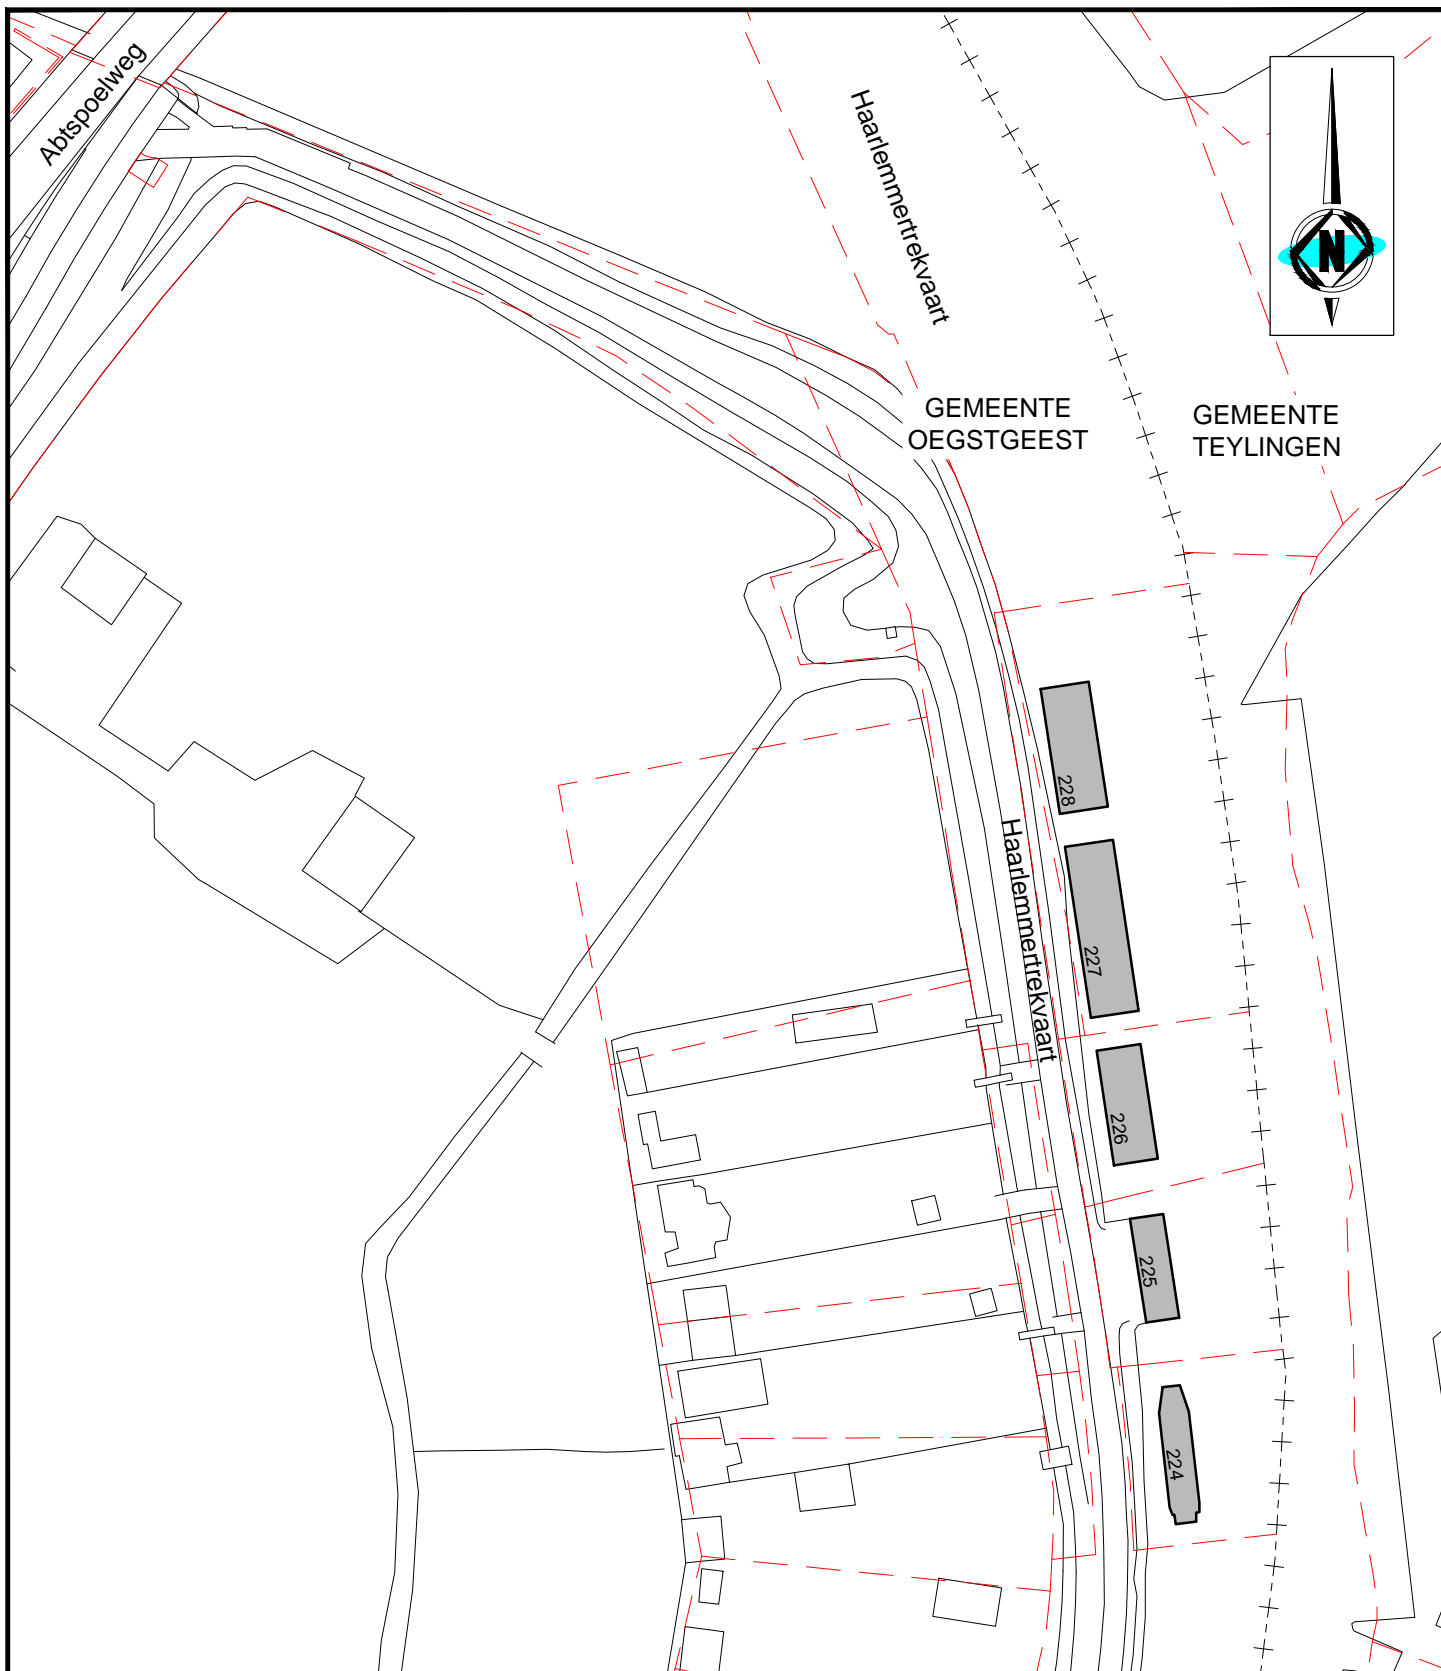 Abtspoelweg
Haarlemmertrekvaart
N
GEMEENTE
OEGSTGEEST
GEMEENTE
TEYLINGEN
228
Haarlemmertrekvaart
227
226
225
224